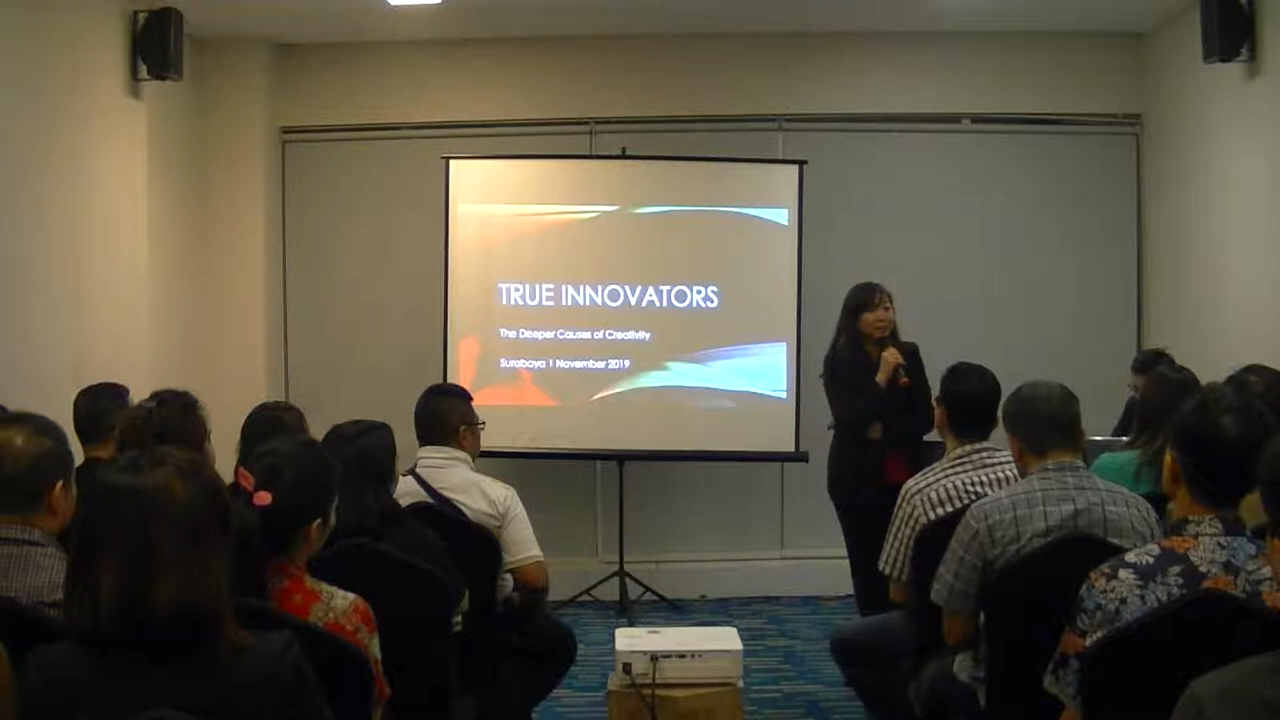 TRUE INNOVATORS
The Deeper Causes of Creativity
Surabaya 1 November 2019